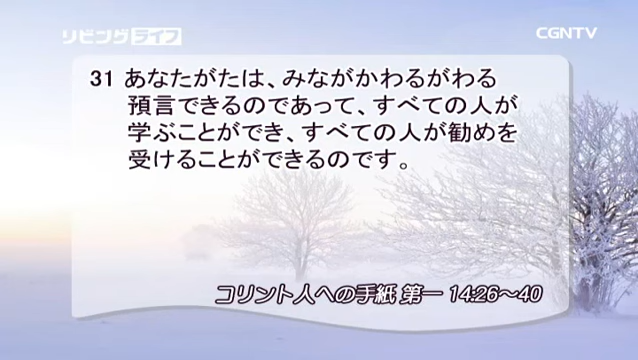 リビングライフ
CGNTV
31 あなたがたは、みながかわるがわる
預言できるのであって、すべての人が
学ぶことができ、すべての人が勧めを
受けることができるのです。
コリント人への手紙 第一 14:26～40